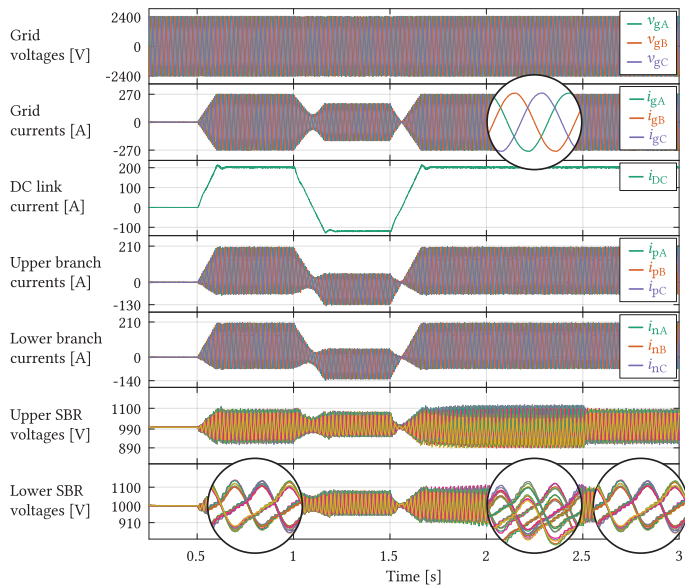 Grid
voltages [V]
2400
0
-2400
vgA
vgB
vgC
Grid
currents [A]
270
0
-270
igA
igB
igC
DC link
current [A]
200
100
0
-100
iDC
Upper branch
currents [A]
210
0
-130
ipA
ipB
ipC
Lower branch
currents [A]
210
0
-140
inA
inB
inC
Upper SBR
voltages [V]
1100
990
890
Lower SBR
voltages [V]
1100
1000
910
0.5 1 1.5 2 2.5 3
Time [s]